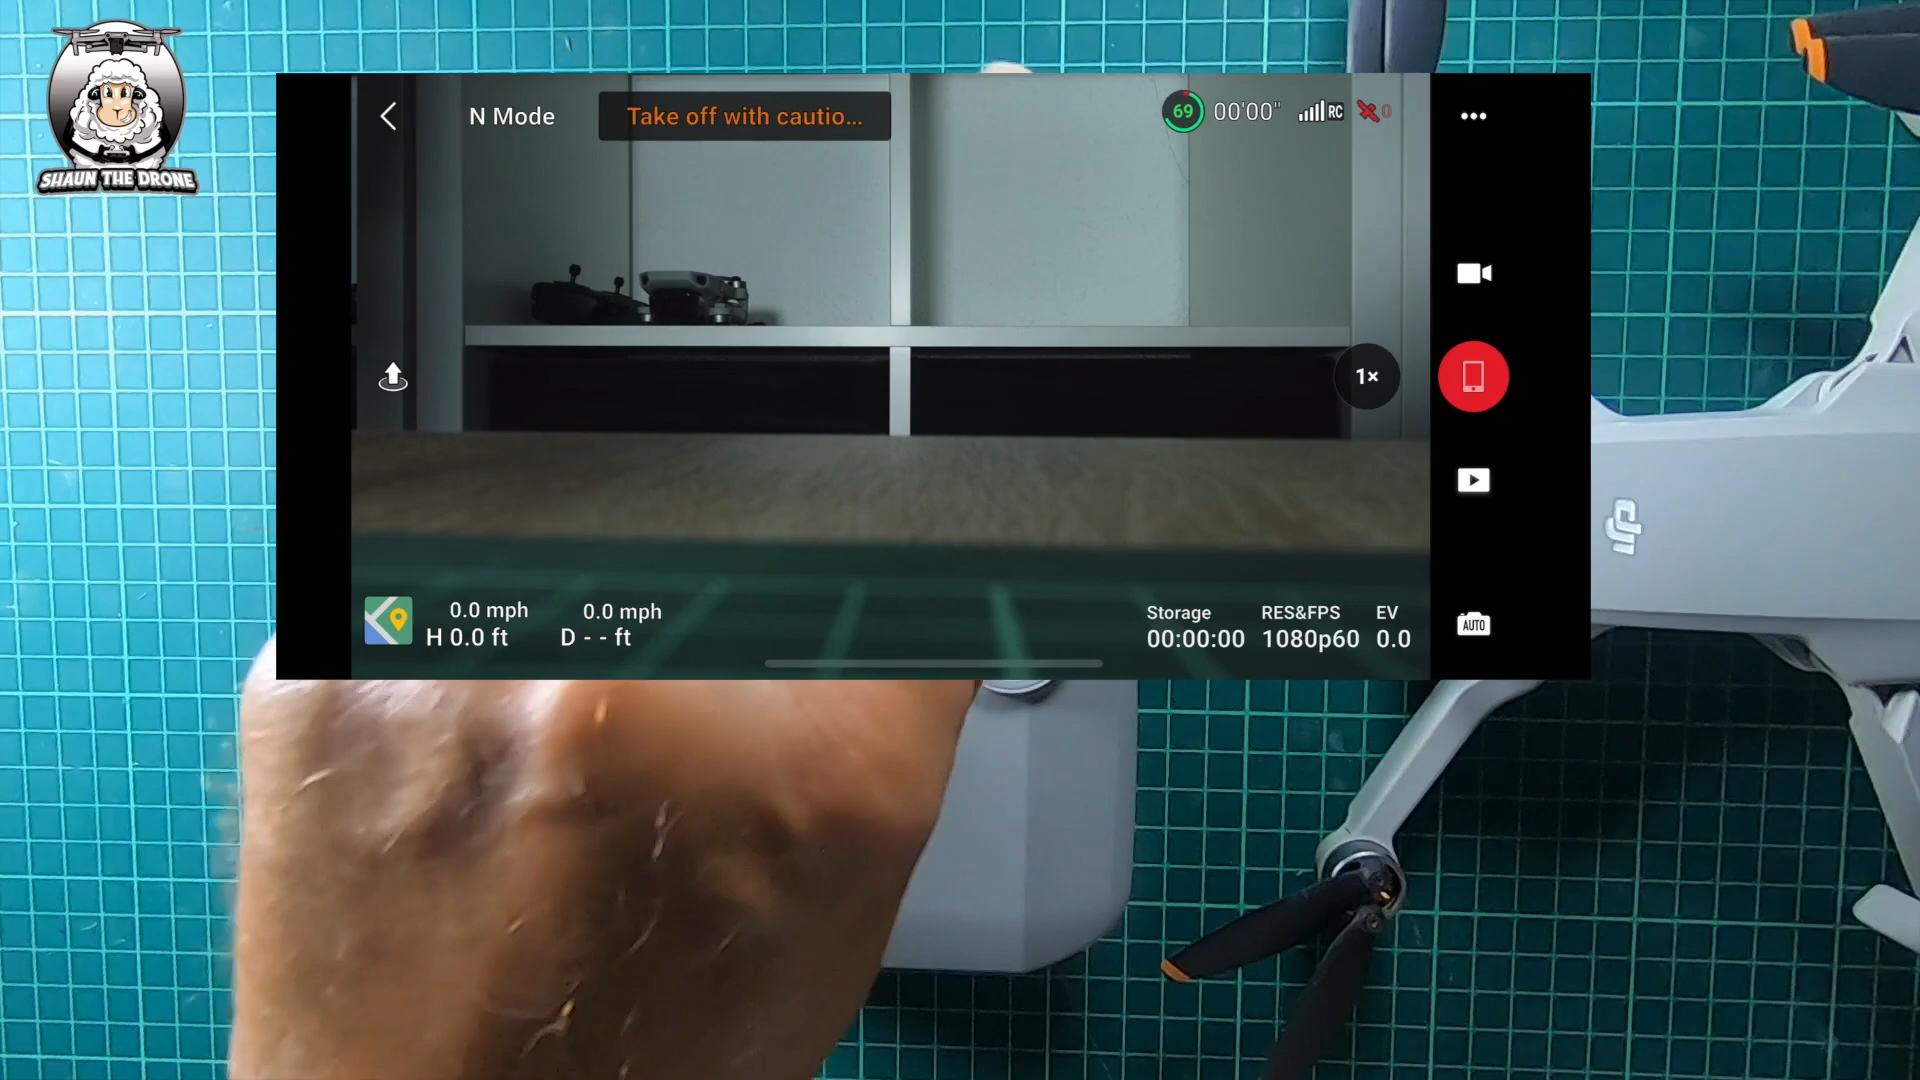 SHAUN THE DRONE
N Mode
Take off with cautio...
69
00'00"
RC
0
1×
0.0 mph
0.0 mph
H 0.0 ft
D - - ft
Storage
RES&FPS
EV
00:00:00
1080p60
0.0
AUTO
dji